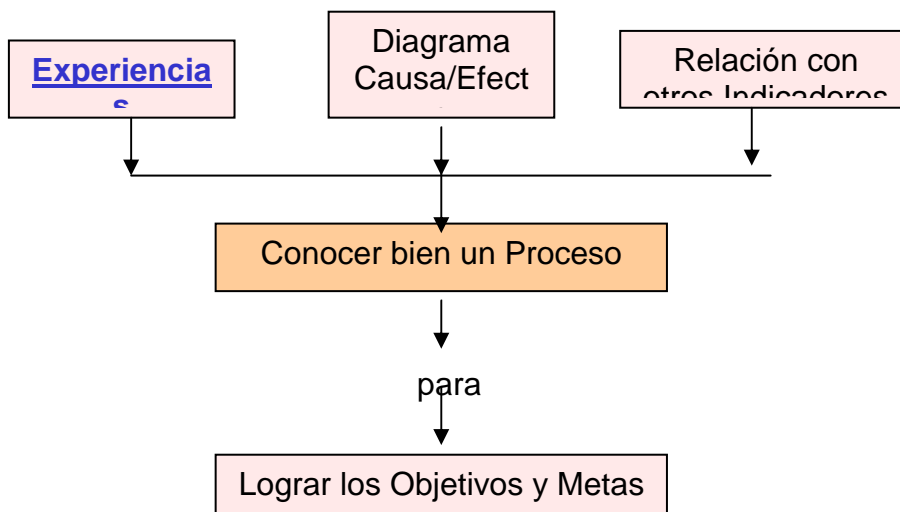 Experiencia
s
Diagrama
Causa/Efect
Relación con
otros Indicadores
Conocer bien un Proceso
para
Lograr los Objetivos y Metas